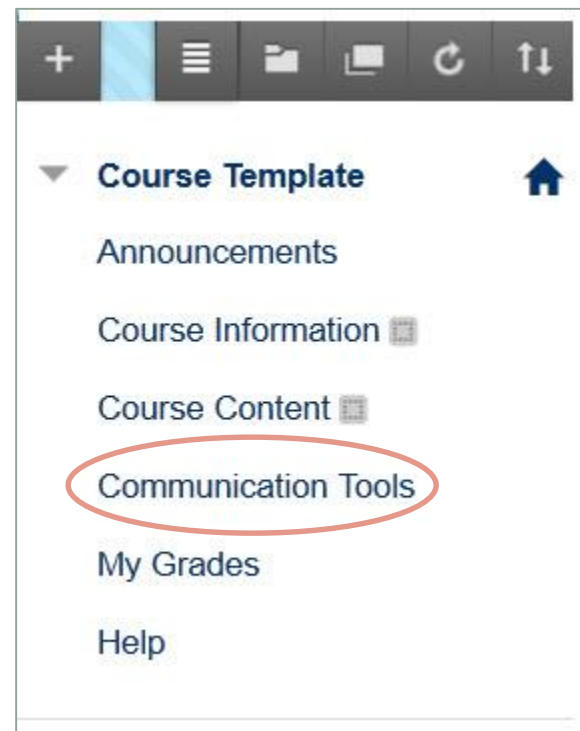 Course Template
Announcements
Course Information
Course Content
Communication Tools
My Grades
Help